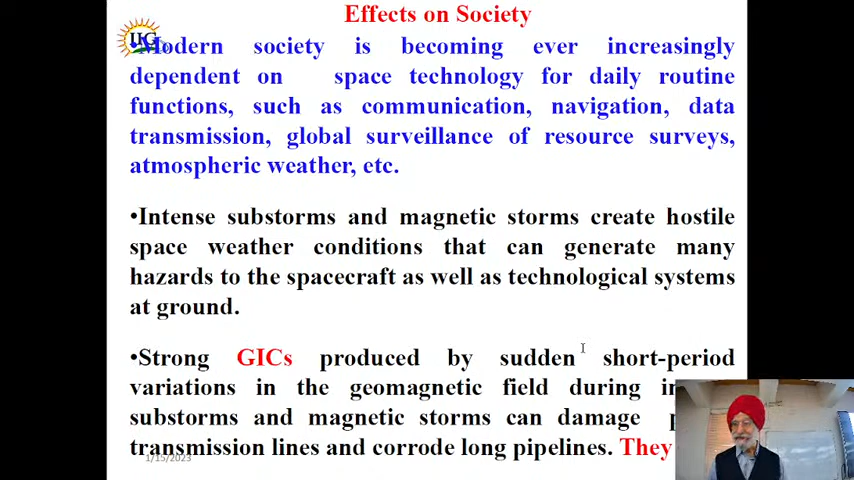 Effects on Society
IIG
•Modern society is becoming ever increasingly
dependent on space technology for daily routine
functions, such as communication, navigation, data
transmission, global surveillance of resource surveys,
atmospheric weather, etc.
•Intense substorms and magnetic storms create hostile
space weather conditions that can generate many
hazards to the spacecraft as well as technological systems
at ground.
•Strong GICs produced by sudden short-period
variations in the geomagnetic field during
substorms and magnetic storms can damage
transmission lines and corrode long pipelines. They
1/15/2023